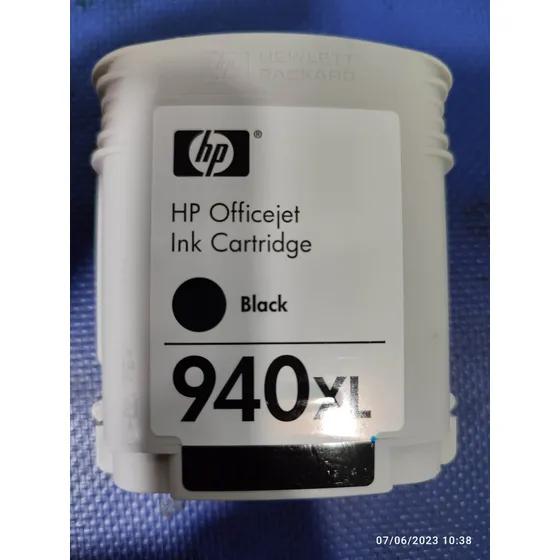 HEWLETT
PACKARD
hp®
HP Officejet
Ink Cartridge
Black
940XL
07/06/2023 10:38